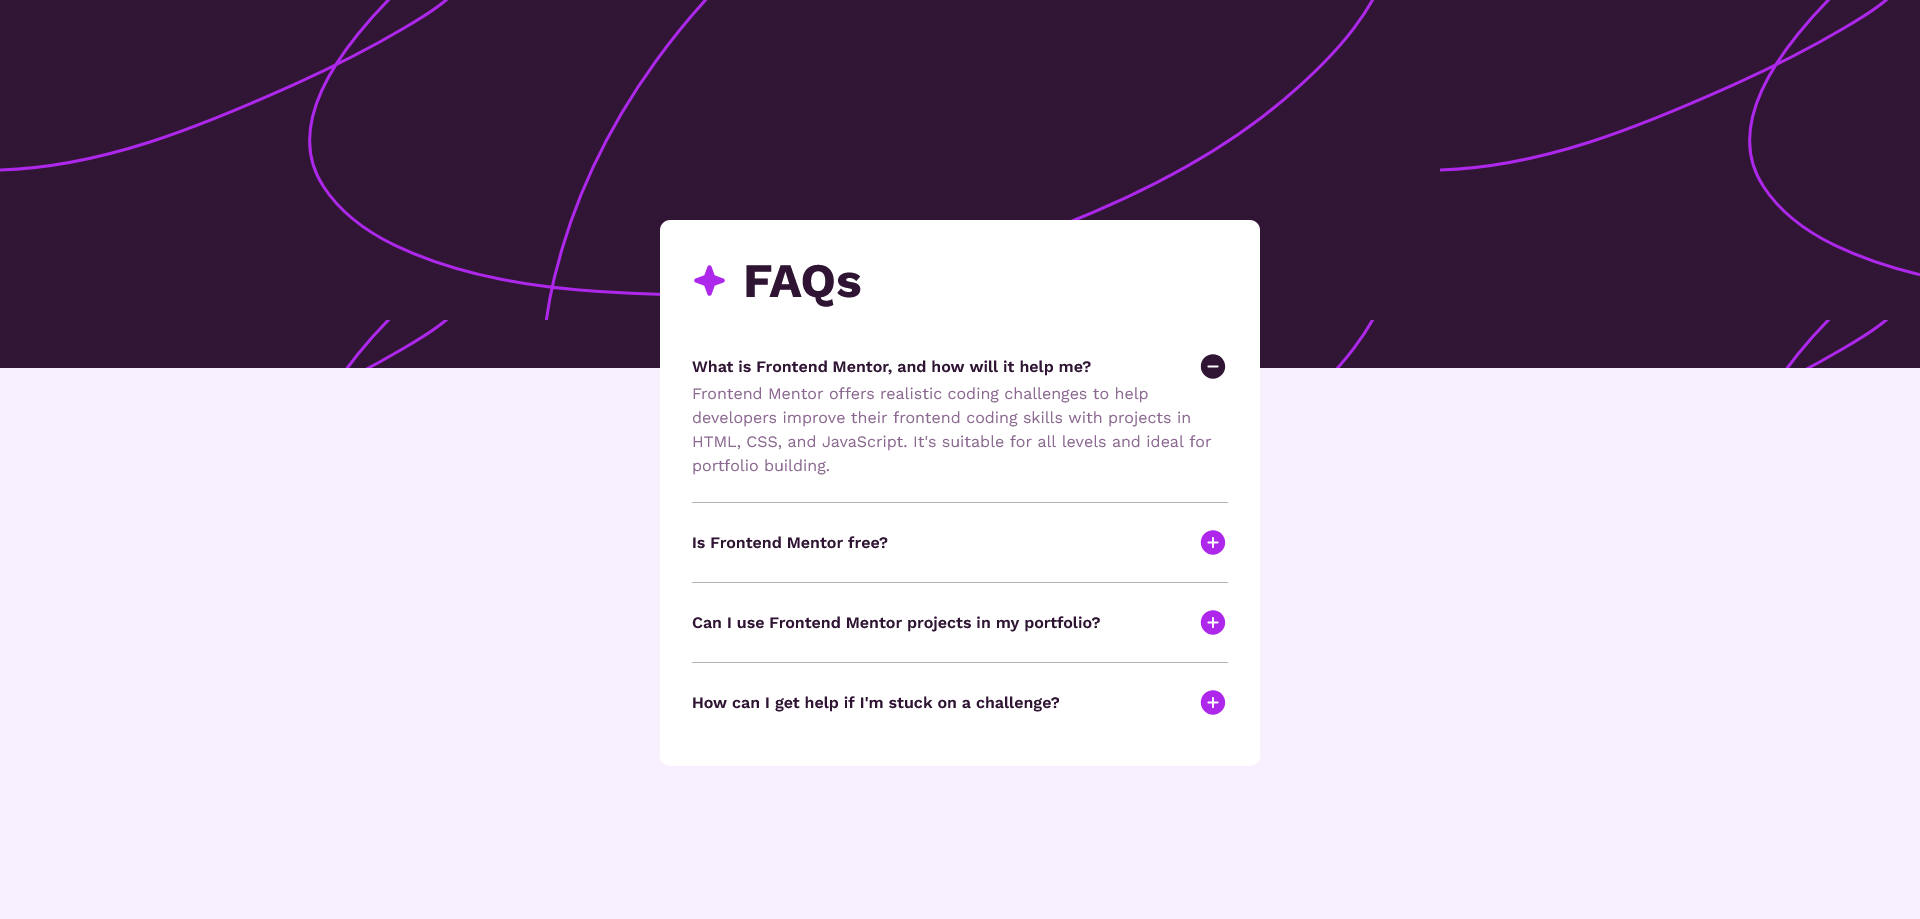 FAQs
What is Frontend Mentor, and how will it help me?
Frontend Mentor offers realistic coding challenges to help
developers improve their frontend coding skills with projects in
HTML, CSS, and JavaScript. It's suitable for all levels and ideal for
portfolio building.
Is Frontend Mentor free?
Can I use Frontend Mentor projects in my portfolio?
How can I get help if I'm stuck on a challenge?